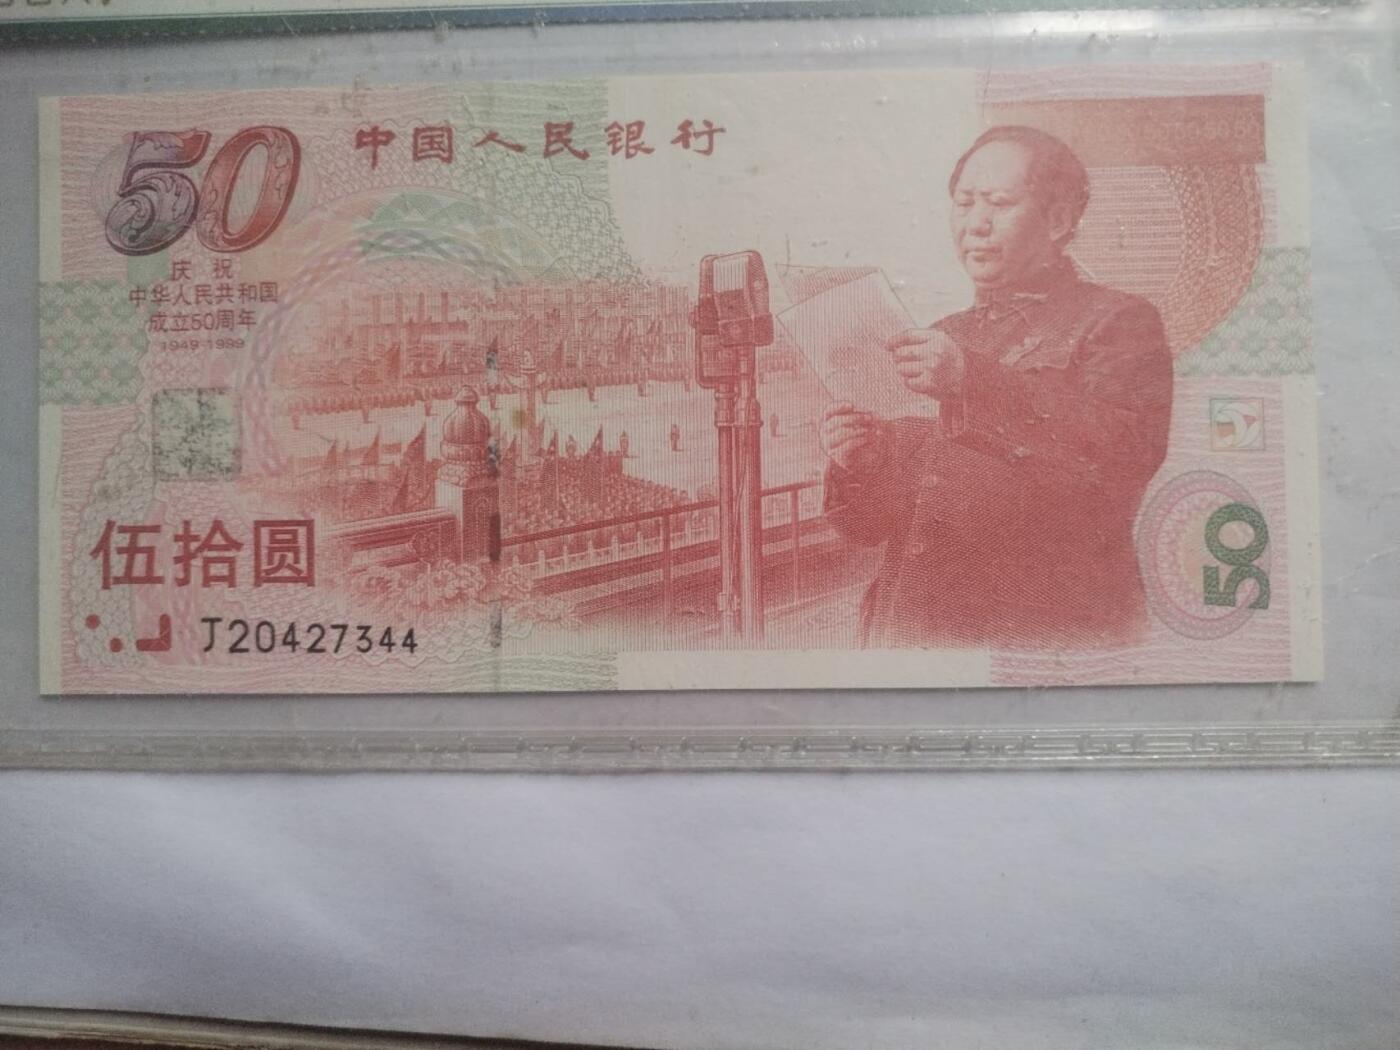 50
中国人民银行
庆祝
中华人民共和国
成立50周年
1949-1999
伍拾圆
J20427344
50